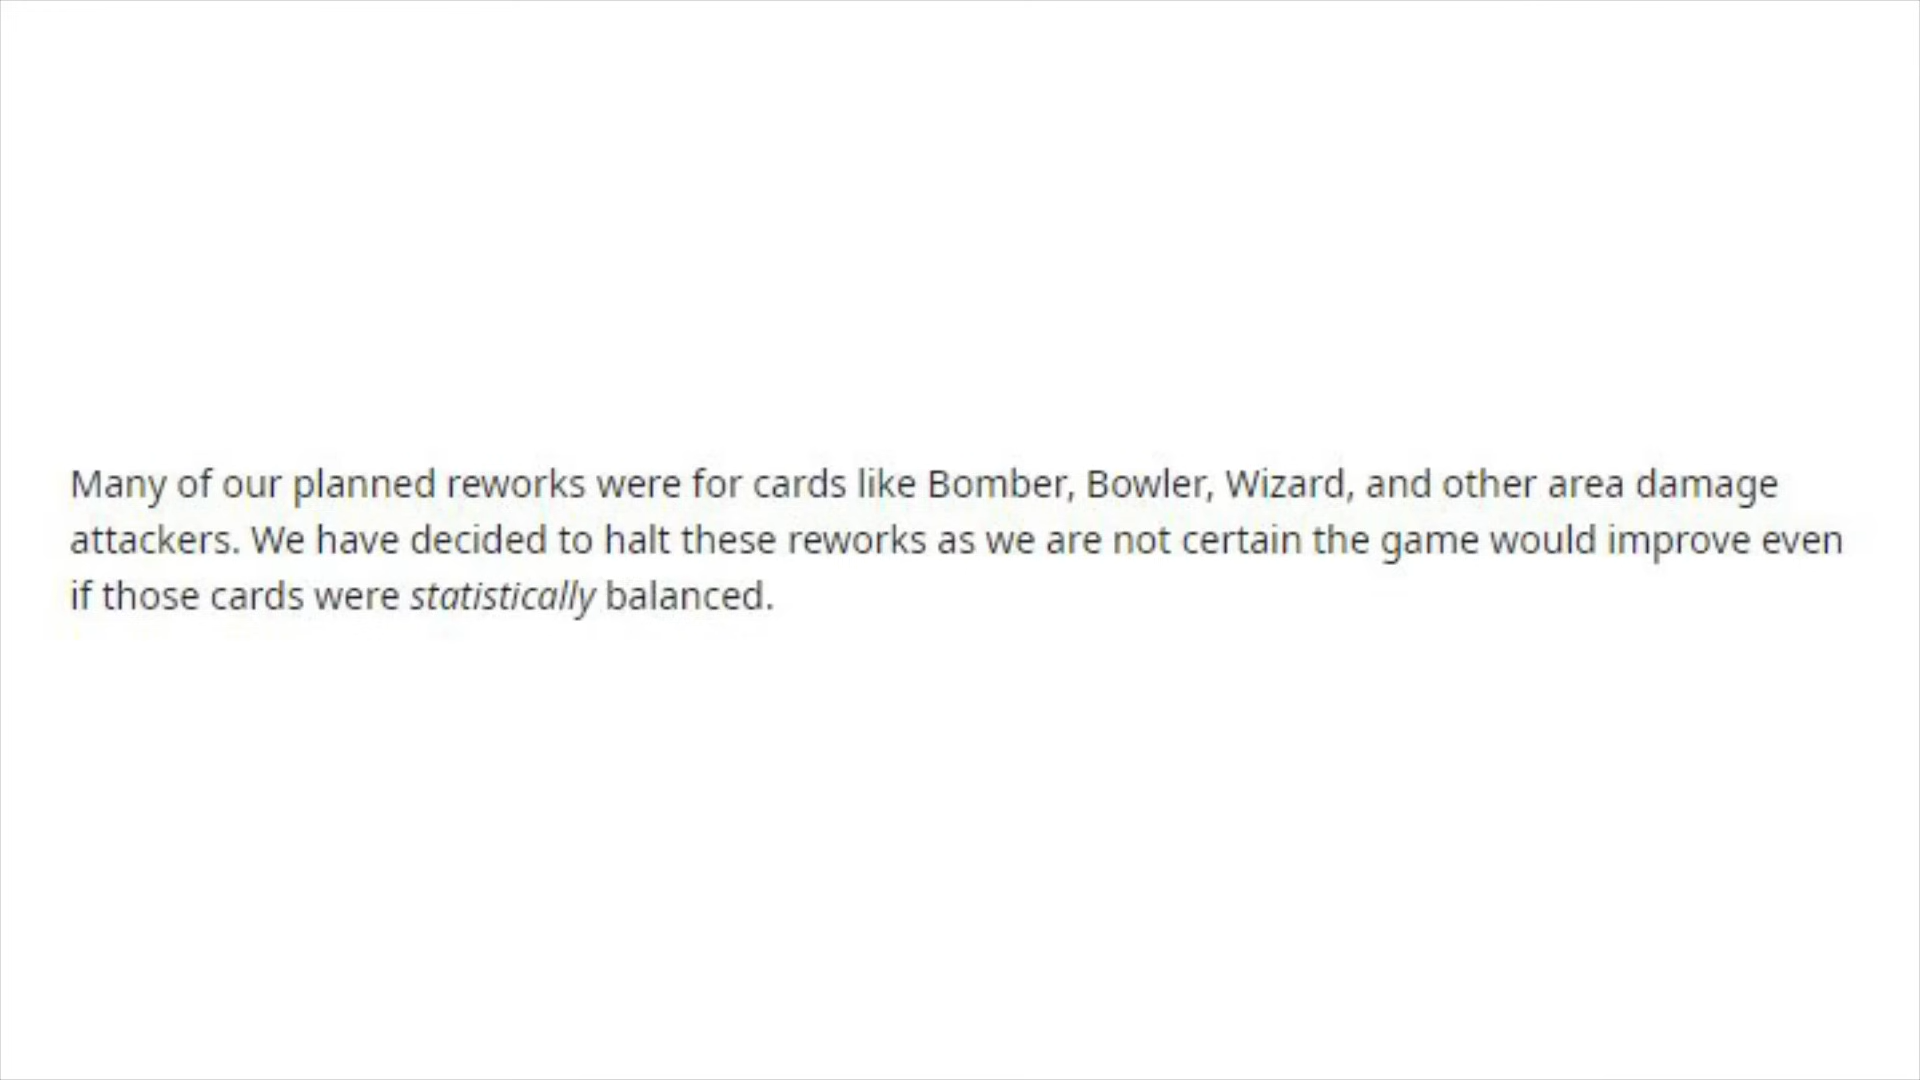 Many of our planned reworks were for cards like Bomber, Bowler, Wizard, and other area damage
attackers. We have decided to halt these reworks as we are not certain the game would improve even
if those cards were statistically balanced.